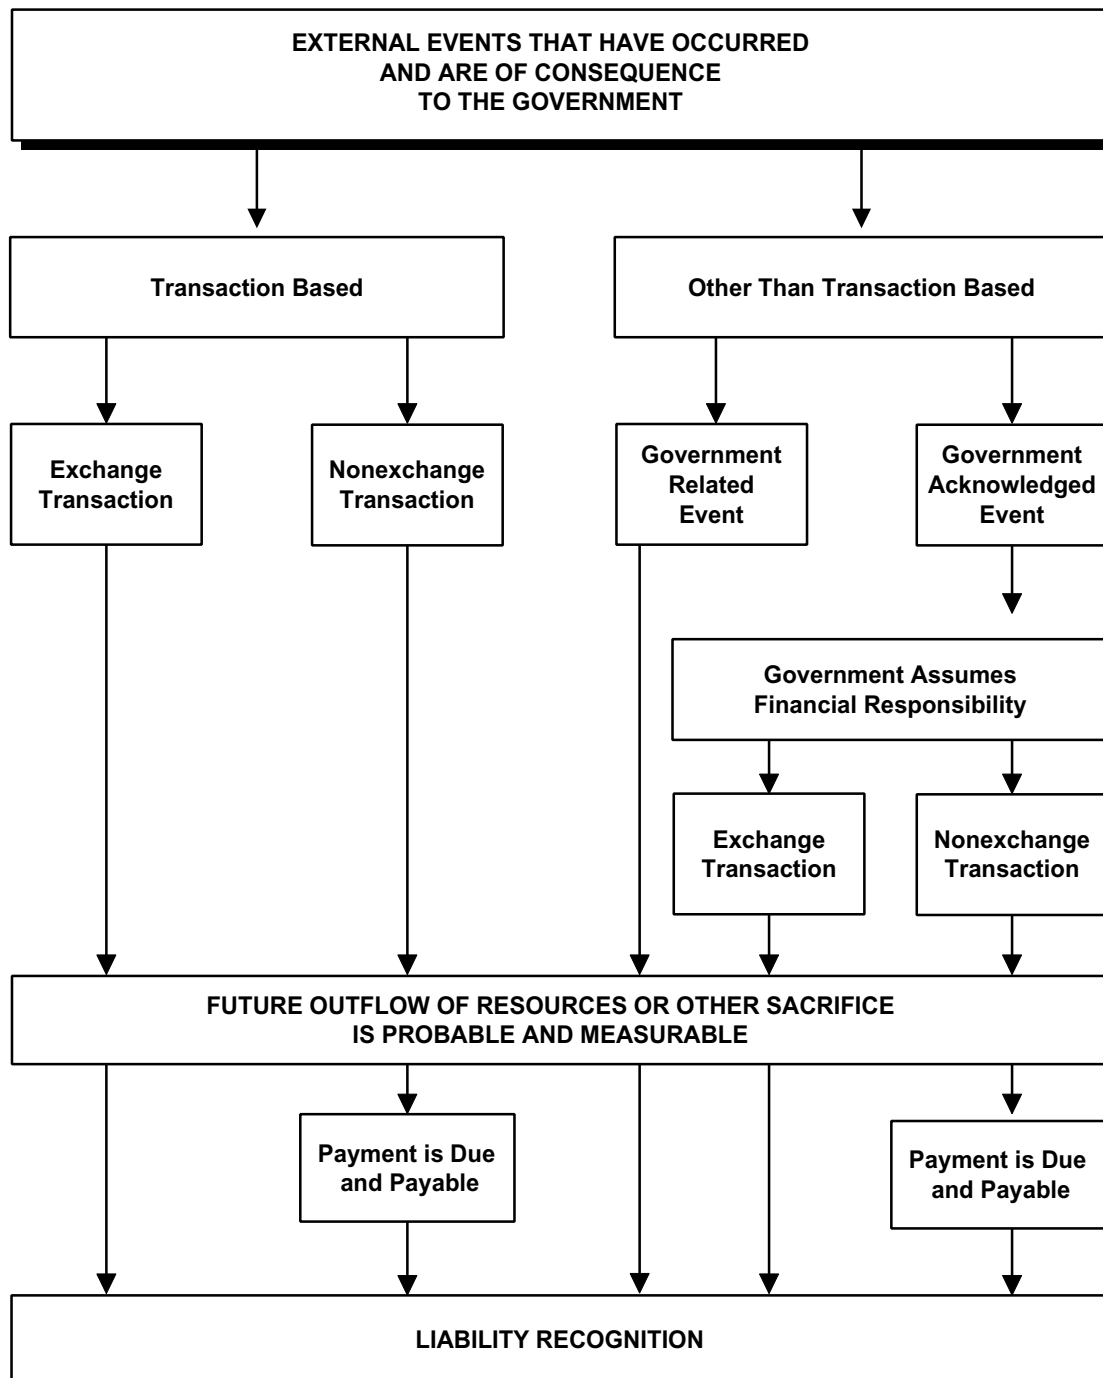 EXTERNAL EVENTS THAT HAVE OCCURRED
AND ARE OF CONSEQUENCE
TO THE GOVERNMENT
Transaction Based
Other Than Transaction Based
Exchange
Transaction
Nonexchange
Transaction
Government
Related
Event
Government
Acknowledged
Event
Government Assumes
Financial Responsibility
Exchange
Transaction
Nonexchange
Transaction
FUTURE OUTFLOW OF RESOURCES OR OTHER SACRIFICE
IS PROBABLE AND MEASURABLE
Payment is Due
and Payable
Payment is Due
and Payable
LIABILITY RECOGNITION